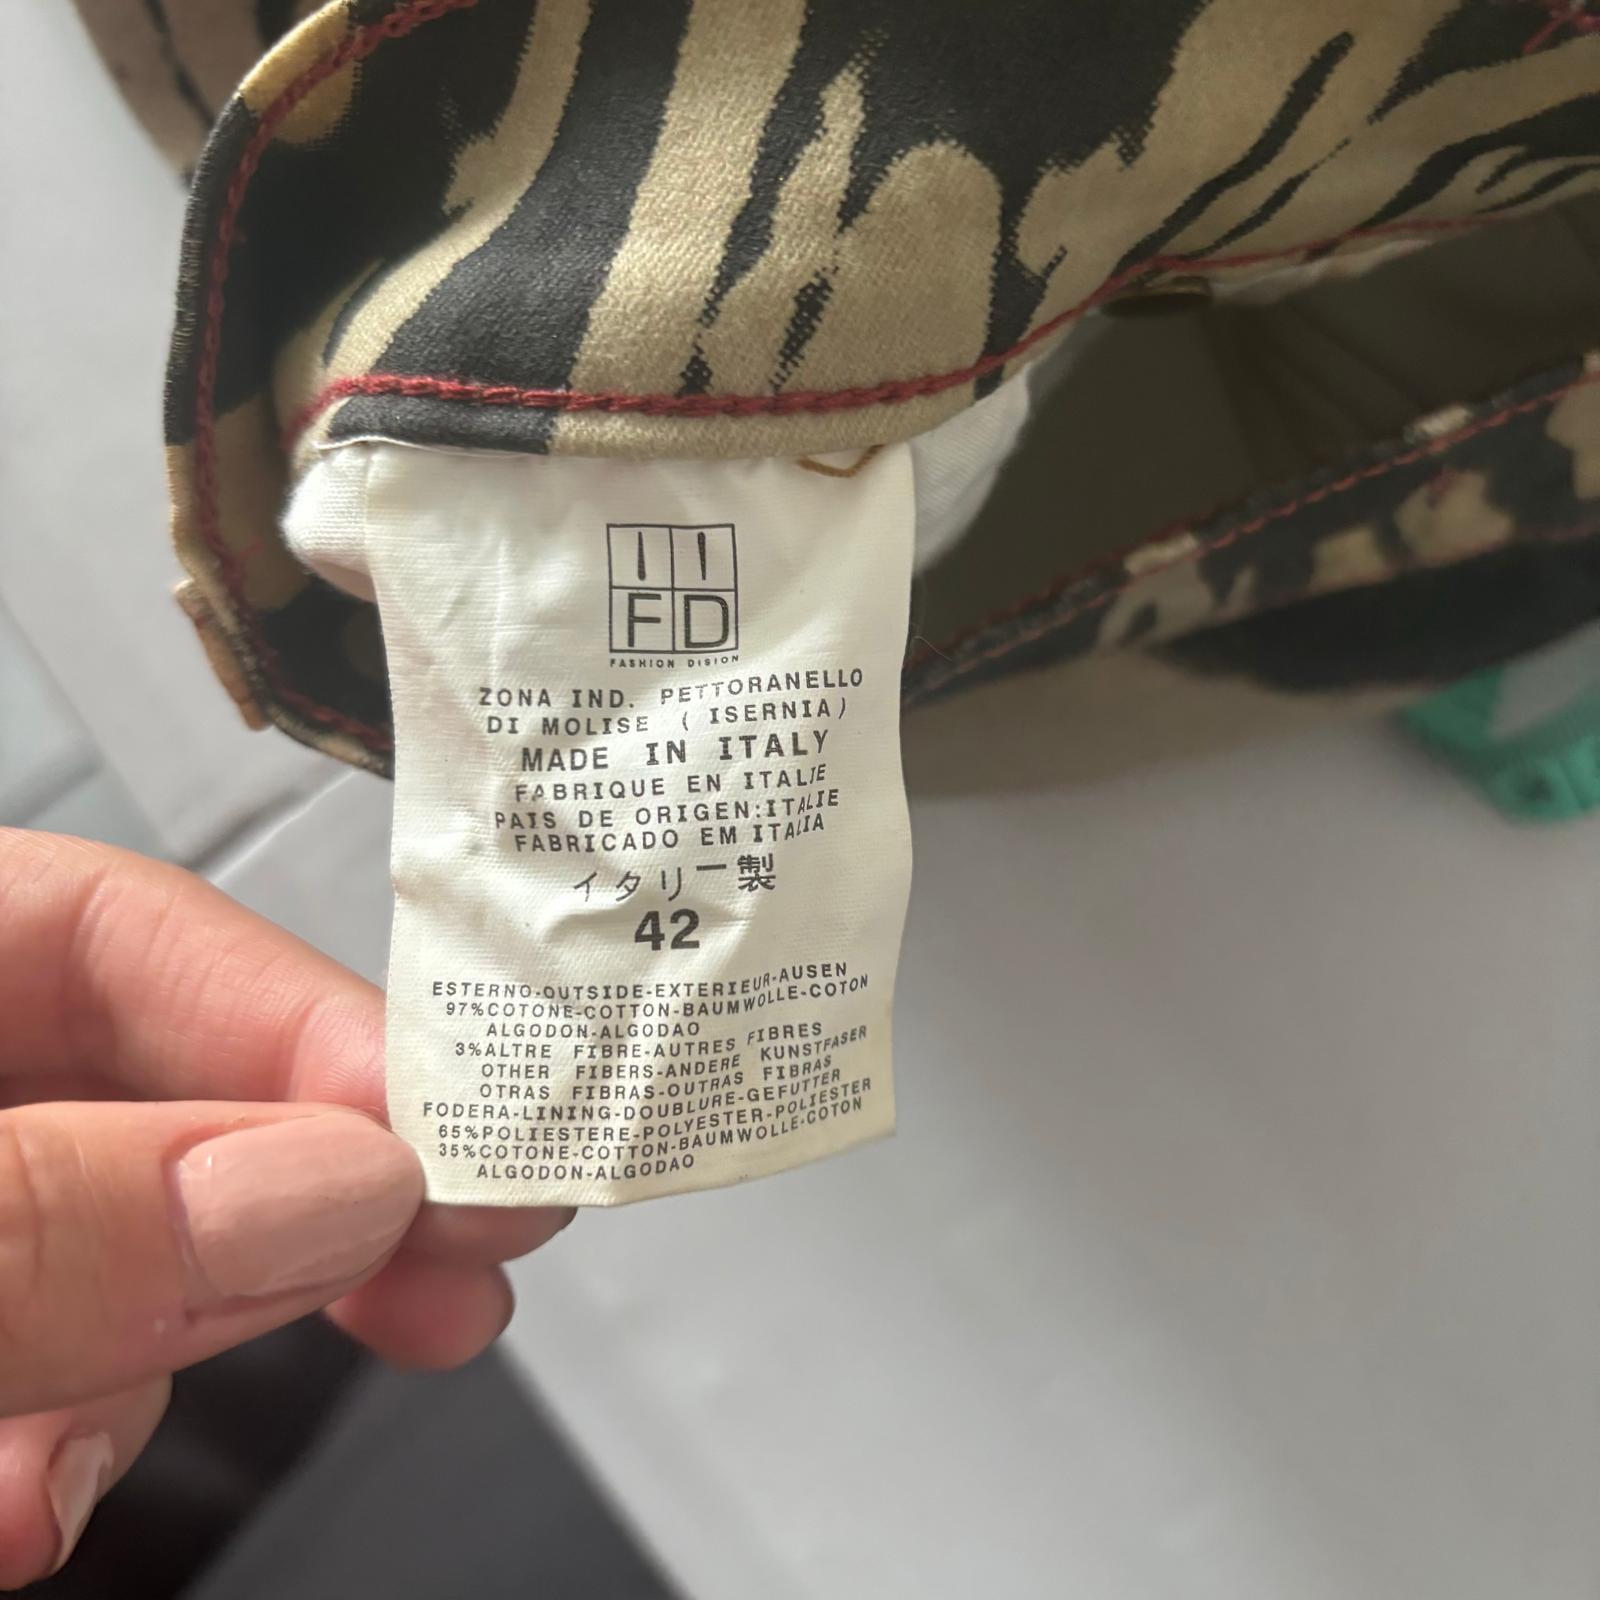 I I
F D
FASHION DISION
ZONA IND. PETTORANELLO
DI MOLISE ( ISERNIA)
MADE IN ITALY
FABRIQUE EN ITALIE
PAIS DE ORIGEN:ITALIE
FABRICADO EM ITALIA
イタリー製
42
ESTERNO-OUTSIDE-EXTERIEUR-AUSEN
97%COTONE-COTTON-BAUMWOLLE-COTON
ALGODON-ALGODAO
3%ALTRE FIBRE-AUTRES FIBRES
OTHER FIBERS-ANDERE KUNSTFASER
OTRAS FIBRAS-OUTRAS FIBRAS
FODERA-LINING-DOUBLURE-GEFUTTER
65%POLIESTERE-POLYESTER-POLIESTER
35%COTONE-COTTON-BAUMWOLLE-COTON
ALGODON-ALGODAO